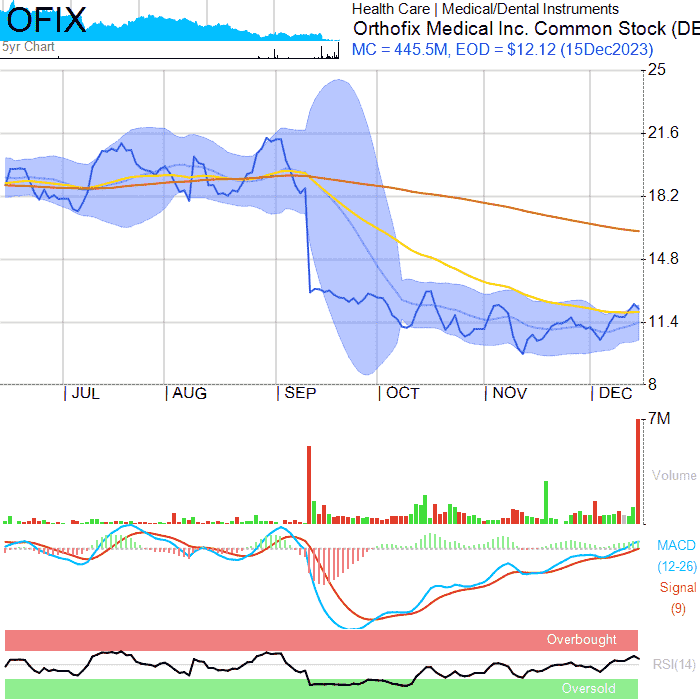 OFIX
5yr Chart
Health Care | Medical/Dental Instruments
Orthofix Medical Inc. Common Stock (DE
MC = 445.5M, EOD = $12.12 (15Dec2023)
25
21.6
18.2
14.8
11.4
8
JUL AUG SEP OCT NOV DEC
7M
Volume
MACD
(12-26)
Signal
(9)
Overbought
RSI(14)
Oversold